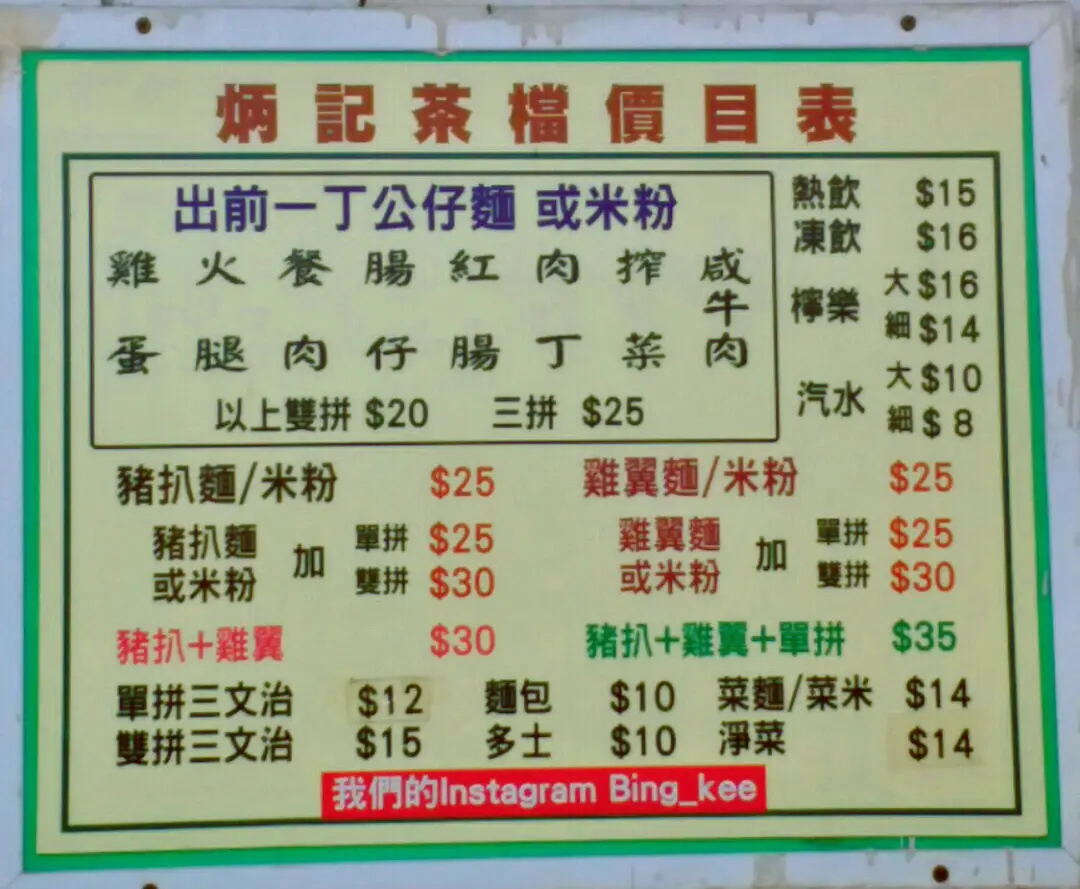 炳記茶檔價目表
出前一丁公仔麵 或米粉
雞蛋 火腿 餐肉 腸仔 紅腸 肉丁 搾菜 咸牛肉
以上雙拼 $20 三拼 $25
熱飲 $15
凍飲 $16
檸樂 大 $16
細 $14
汽水 大 $10
細 $8
豬扒麵/米粉 $25
雞翼麵/米粉 $25
豬扒麵或米粉 加 單拼 $25
雙拼 $30
雞翼麵或米粉 加 單拼 $25
雙拼 $30
豬扒+雞翼 $30
豬扒+雞翼+單拼 $35
單拼三文治 $12 麵包 $10 菜麵/菜米 $14
雙拼三文治 $15 多士 $10 淨菜 $14
我們的Instagram Bing_kee